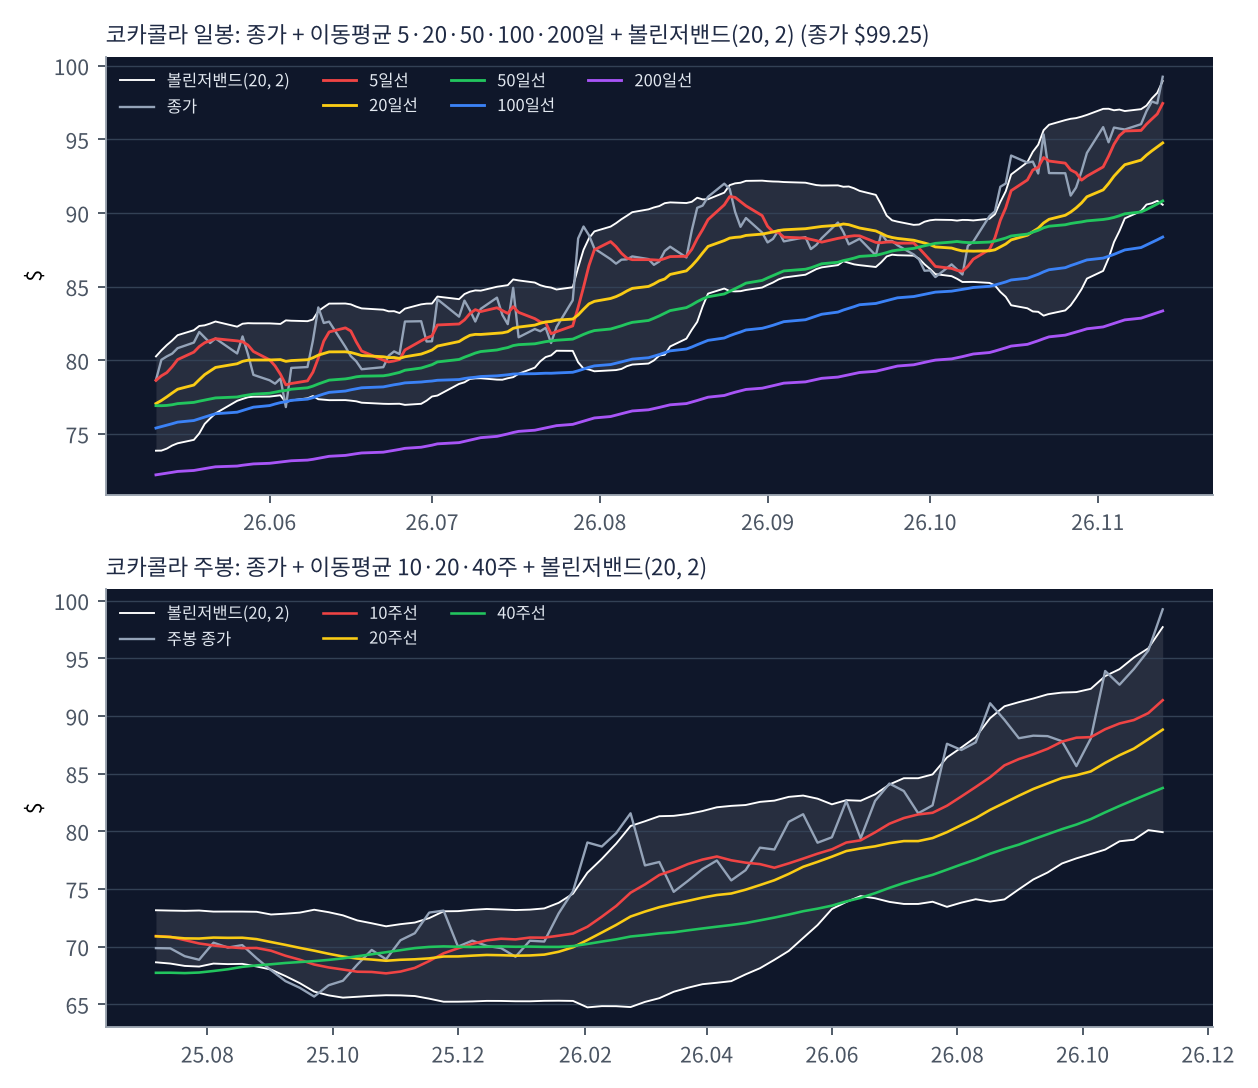 코카콜라 일봉: 종가 + 이동평균 5·20·50·100·200일 + 볼린저밴드(20, 2) (종가 $99.25)
볼린저밴드(20, 2) 5일선 50일선 200일선
종가 20일선 100일선
100
95
90
85
80
75
$
26.06 26.07 26.08 26.09 26.10 26.11
코카콜라 주봉: 종가 + 이동평균 10·20·40주 + 볼린저밴드(20, 2)
볼린저밴드(20, 2) 10주선 40주선
주봉 종가 20주선
100
95
90
85
80
75
70
65
$
25.08 25.10 25.12 26.02 26.04 26.06 26.08 26.10 26.12